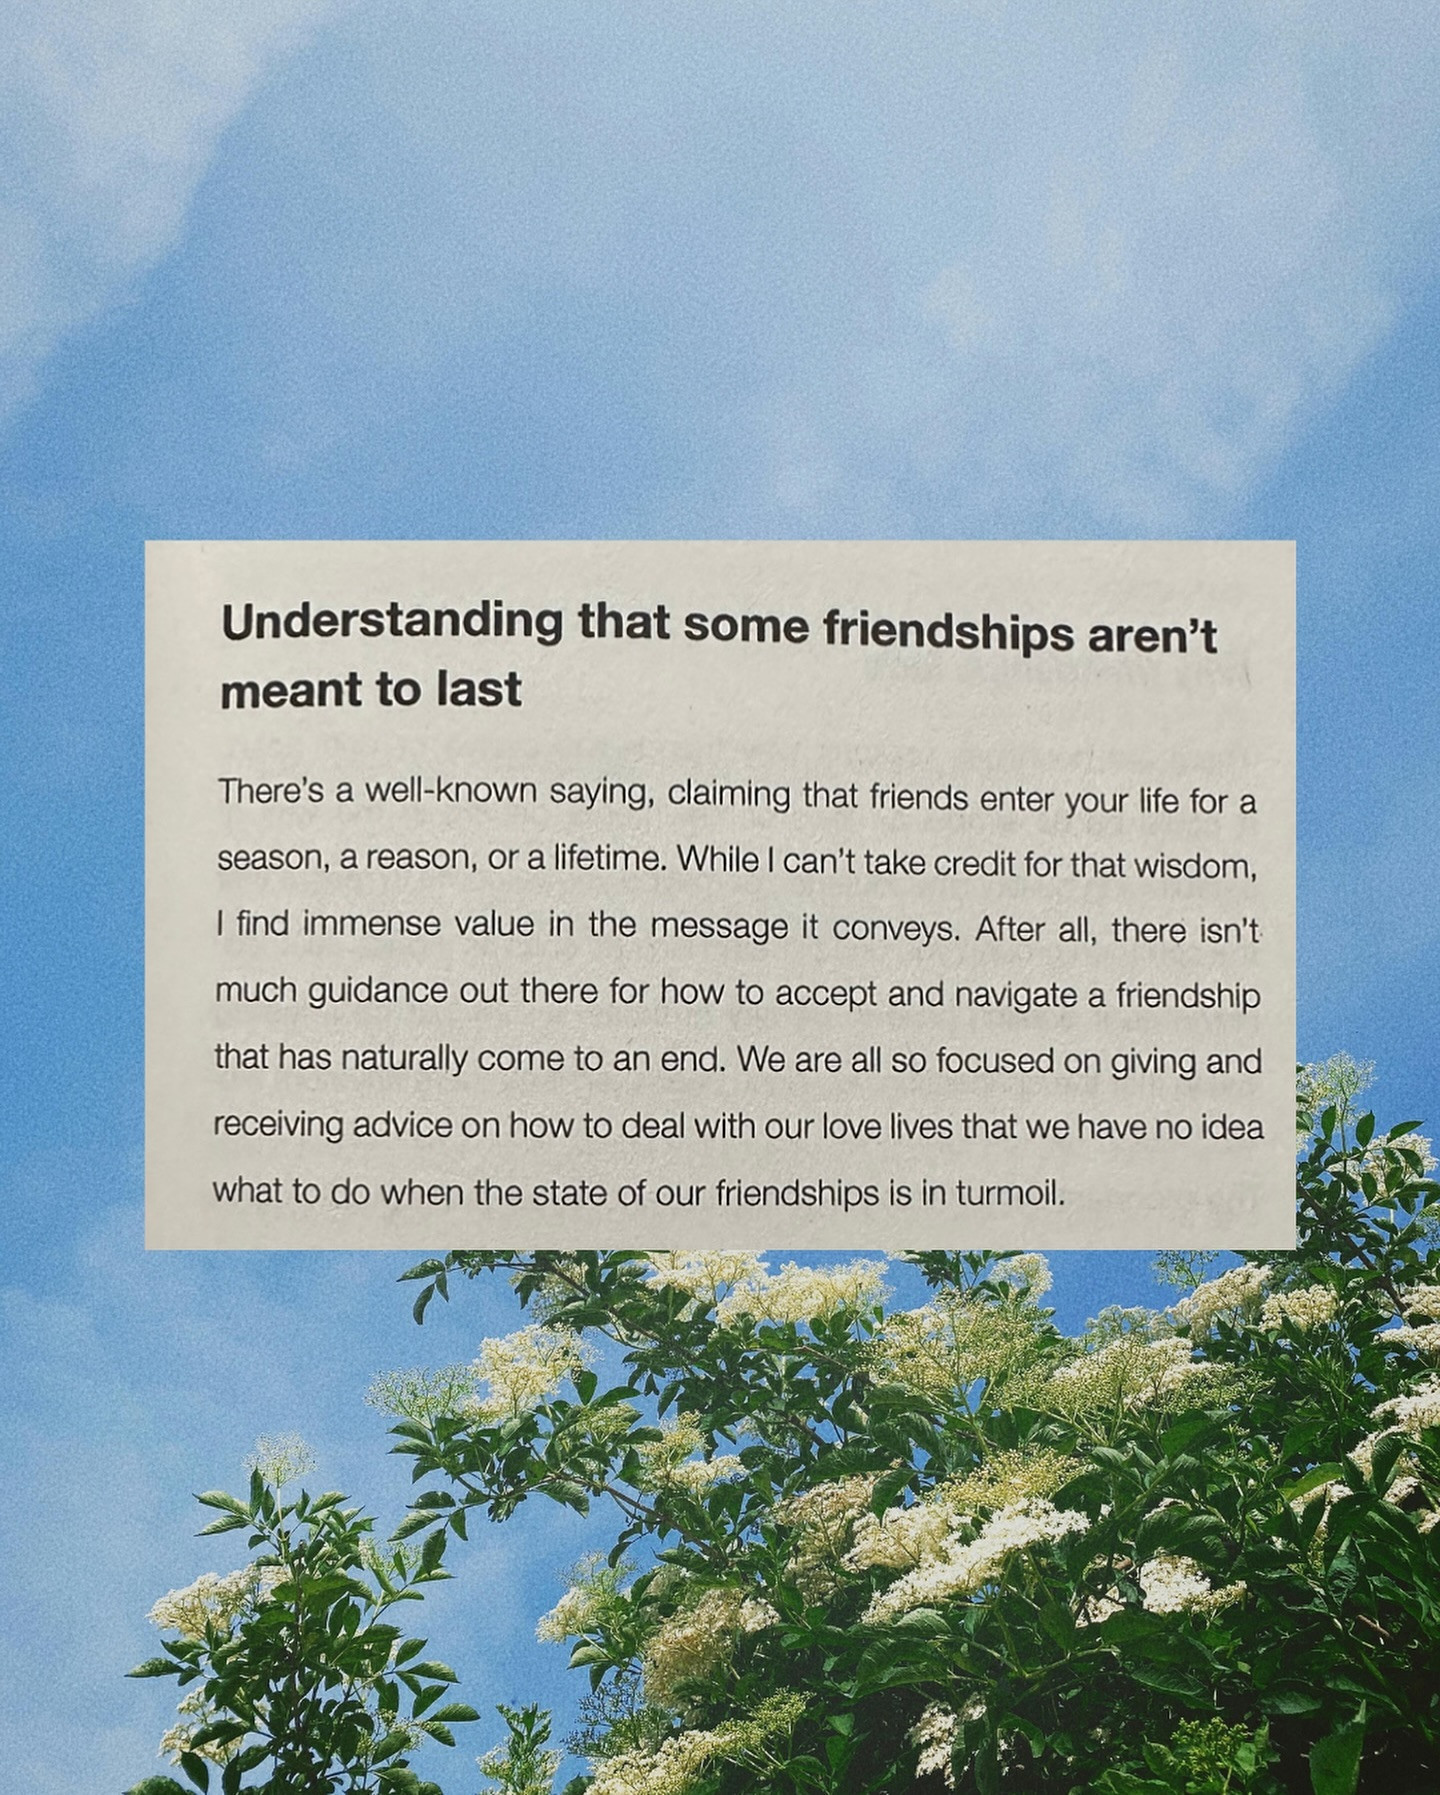 Understanding that some friendships aren’t
meant to last
There’s a well-known saying, claiming that friends enter your life for a
season, a reason, or a lifetime. While I can’t take credit for that wisdom,
I find immense value in the message it conveys. After all, there isn’t
much guidance out there for how to accept and navigate a friendship
that has naturally come to an end. We are all so focused on giving and
receiving advice on how to deal with our love lives that we have no idea
what to do when the state of our friendships is in turmoil.